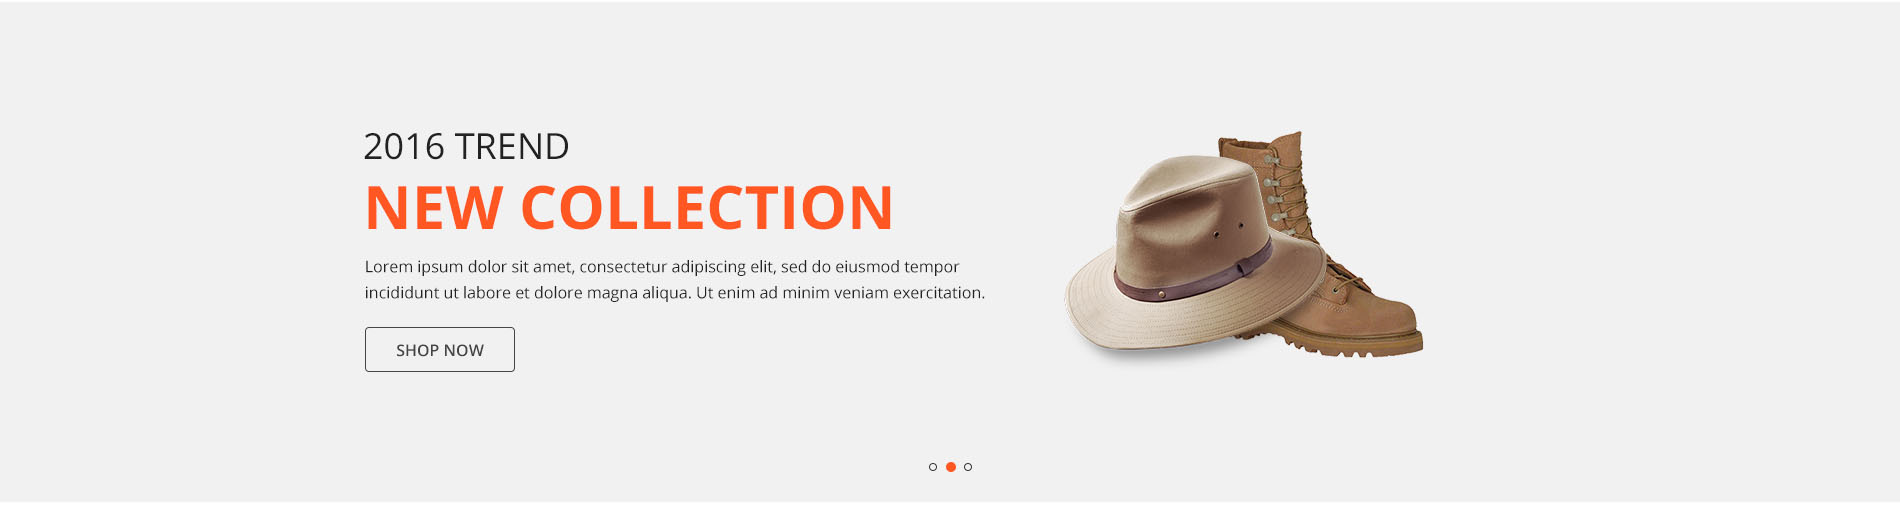 2016 TREND
NEW COLLECTION
Lorem ipsum dolor sit amet, consectetur adipiscing elit, sed do eiusmod tempor
incididunt ut labore et dolore magna aliqua. Ut enim ad minim veniam exercitation.
SHOP NOW